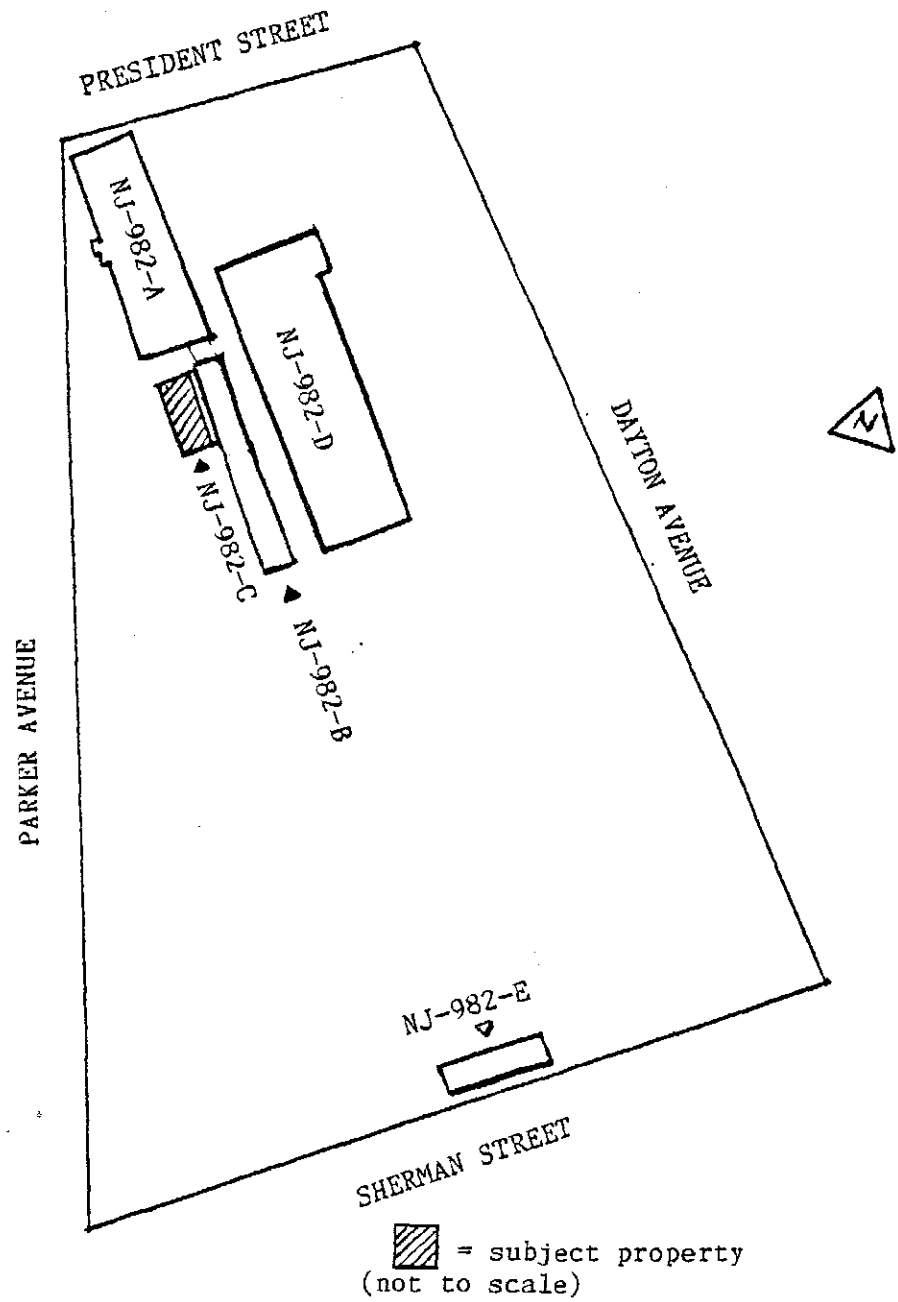 PRESIDENT STREET
NJ-982-A
NJ-982-D
DAYTON AVENUE
N
NJ-982-C
NJ-982-B
PARKER AVENUE
NJ-982-E
SHERMAN STREET
= subject property
(not to scale)